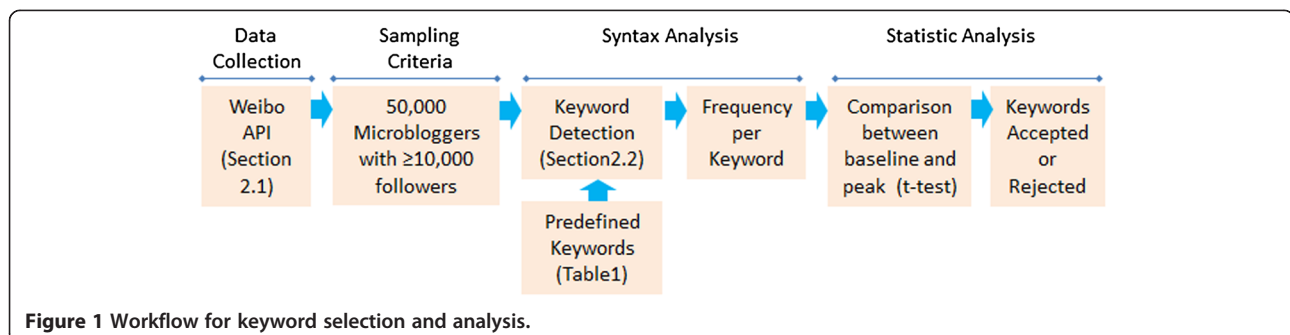 Data
Collection
Sampling
Criteria
Syntax Analysis
Statistic Analysis
Weibo
API
(Section
2.1)
50,000
Microbloggers
with ≥10,000
followers
Keyword
Detection
(Section2.2)
Frequency
per
Keyword
Comparison
between
baseline and
peak (t-test)
Keywords
Accepted
or
Rejected
Predefined
Keywords
(Table1)
Figure 1 Workflow for keyword selection and analysis.